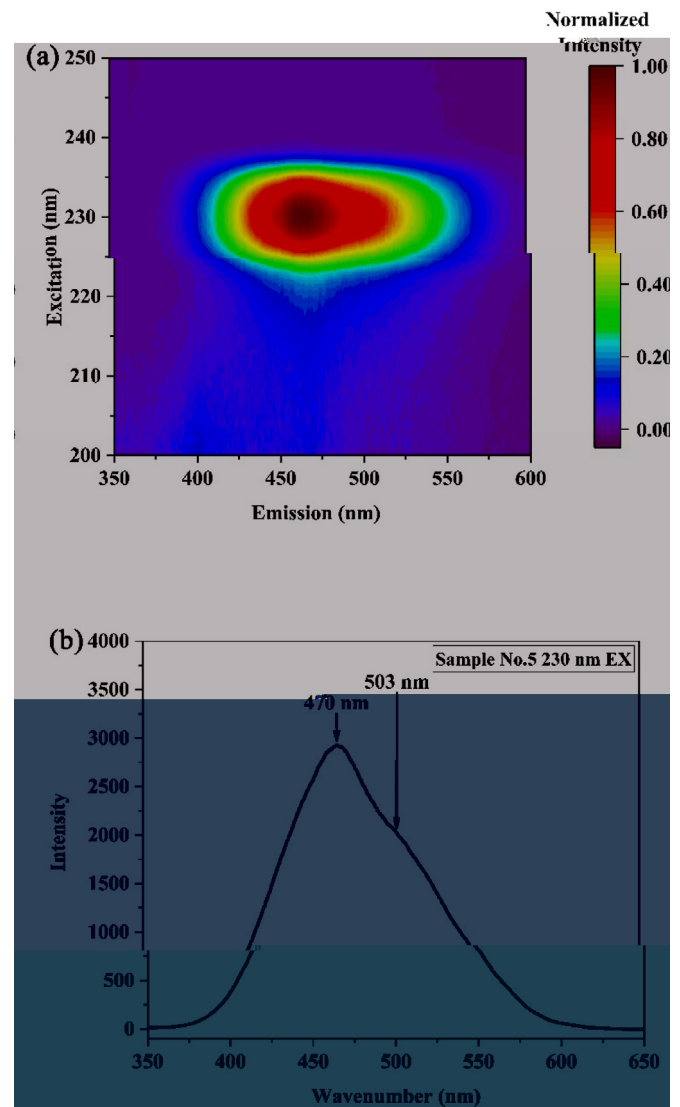 Normalized
Intensity
(a)
250
240
230
220
210
200
Excitation (nm)
350 400 450 500 550 600
Emission (nm)
1.00
0.80
0.60
0.40
0.20
0.00
(b)
4000
3500
3000
2500
2000
1500
1000
500
0
Intensity
Sample No.5 230 nm EX
503 nm
470 nm
350 400 450 500 550 600 650
Wavenumber (nm)